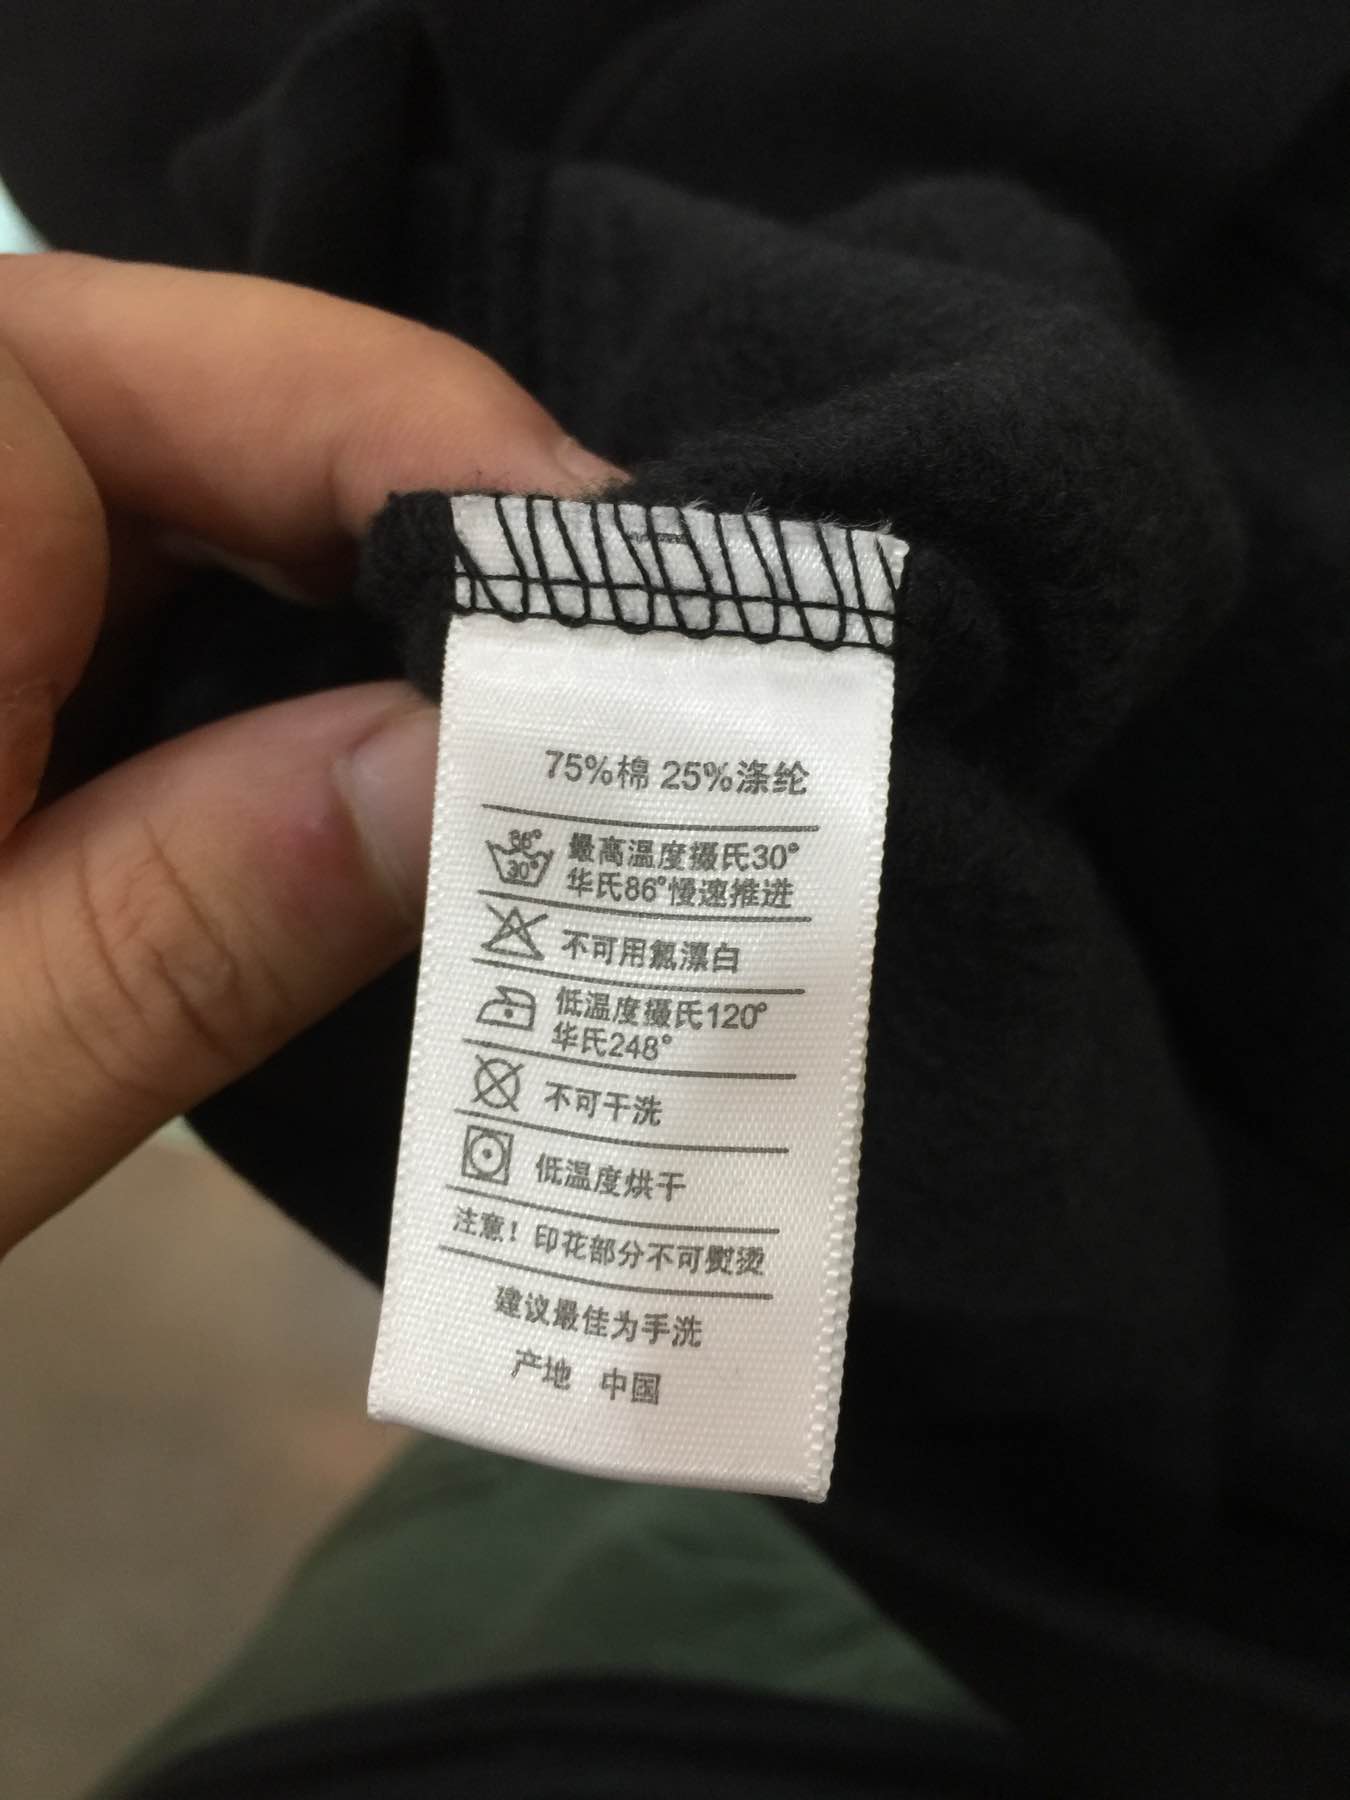 75%棉 25%涤纶
86°
30°
最高温度摄氏30°
华氏86°慢速推进
不可用氯漂白
低温度摄氏120°
华氏248°
不可干洗
低温度烘干
注意！印花部分不可熨烫
建议最佳为手洗
产地 中国